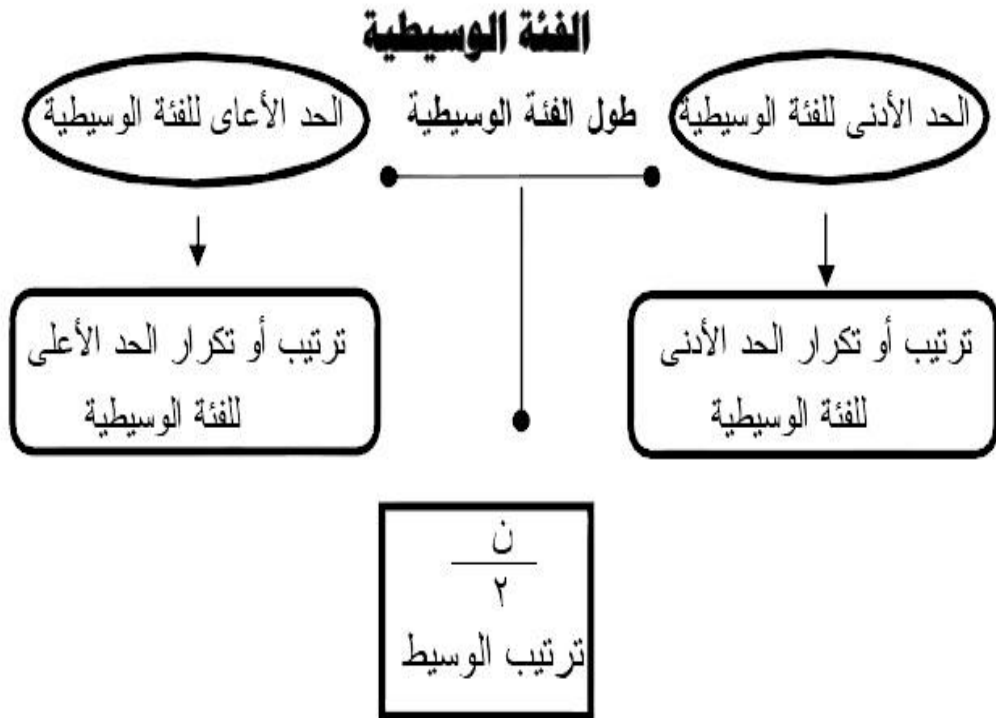 الفئة الوسيطية
الحد الأدنى للفئة الوسيطية
طول الفئة الوسيطية
الحد الأعاى للفئة الوسيطية
ترتيب أو تكرار الحد الأدنى
للفئة الوسيطية
ترتيب أو تكرار الحد الأعلى
للفئة الوسيطية
ن
٢
ترتيب الوسيط